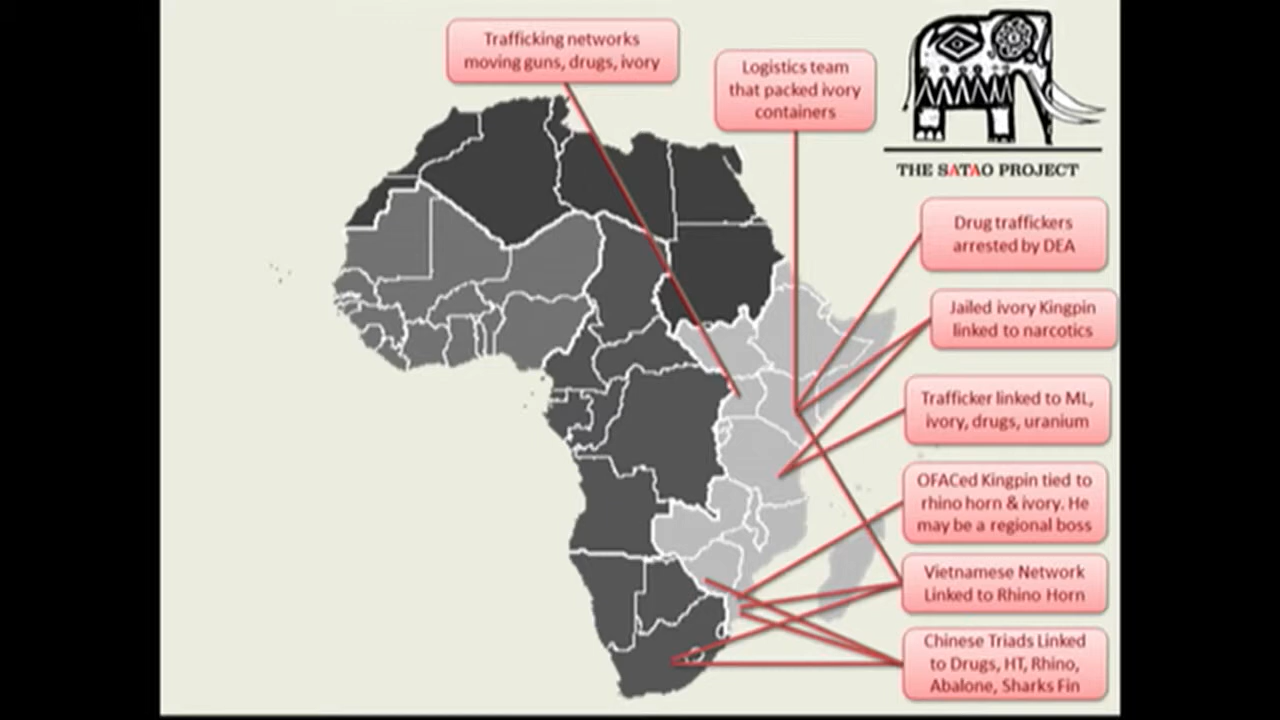 Trafficking networks
moving guns, drugs, ivory
Logistics team
that packed ivory
containers
THE SATAO PROJECT
Drug traffickers
arrested by DEA
Jailed ivory Kingpin
linked to narcotics
Trafficker linked to ML,
ivory, drugs, uranium
OFACed Kingpin tied to
rhino horn & ivory. He
may be a regional boss
Vietnamese Network
Linked to Rhino Horn
Chinese Triads Linked
to Drugs, HT, Rhino,
Abalone, Sharks Fin